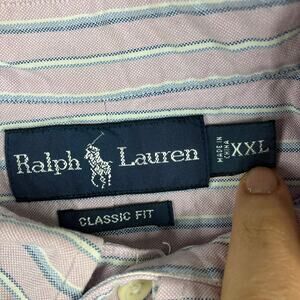 Ralph Lauren
MADE IN
CHINA
XXL
CLASSIC FIT